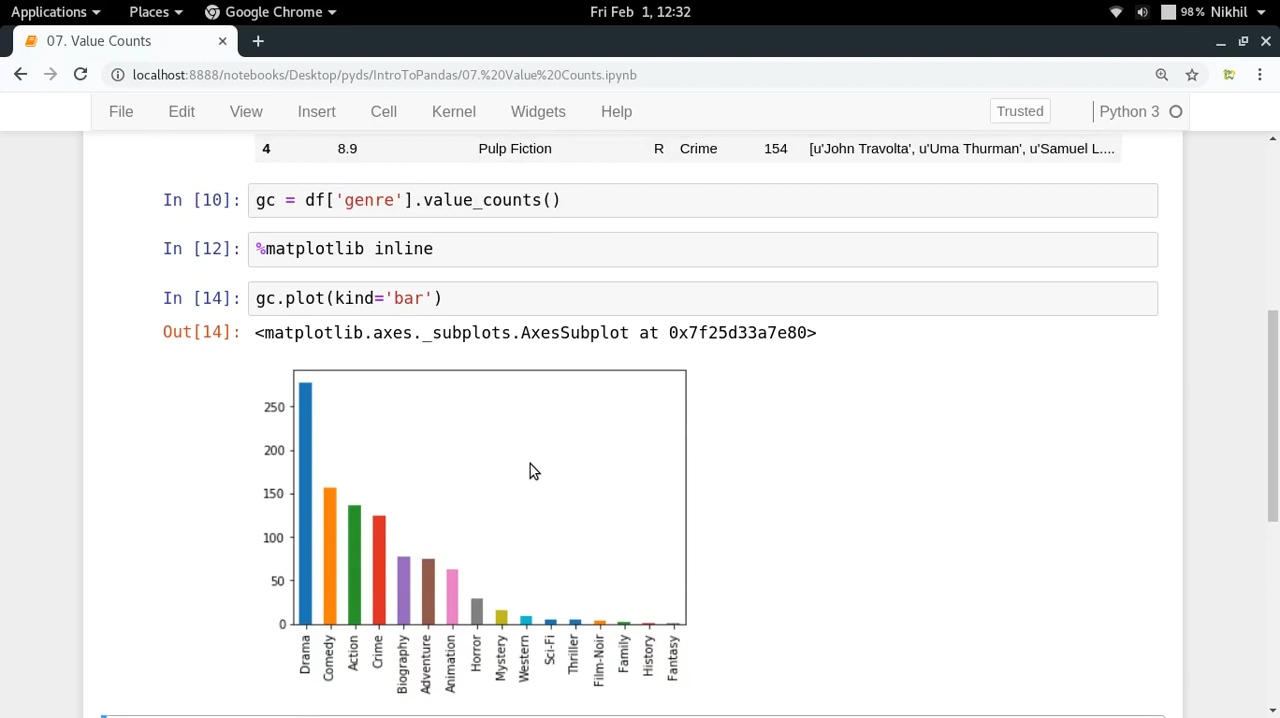 Applications Places Google Chrome Fri Feb 1, 12:32 98% Nikhil
07. Value Counts
localhost:8888/notebooks/Desktop/pyds/IntroToPandas/07.%20Value%20Counts.ipynb
File Edit View Insert Cell Kernel Widgets Help Trusted Python 3
4 8.9 Pulp Fiction R Crime 154 [u'John Travolta', u'Uma Thurman', u'Samuel L....
In [10]: gc = df['genre'].value_counts()
In [12]: %matplotlib inline
In [14]: gc.plot(kind='bar')
Out[14]: <matplotlib.axes._subplots.AxesSubplot at 0x7f25d33a7e80>
250
200
150
100
50
0
Drama Comedy Action Crime Biography Adventure Animation Horror Mystery Western Sci-Fi Thriller Film-Noir Family History Fantasy